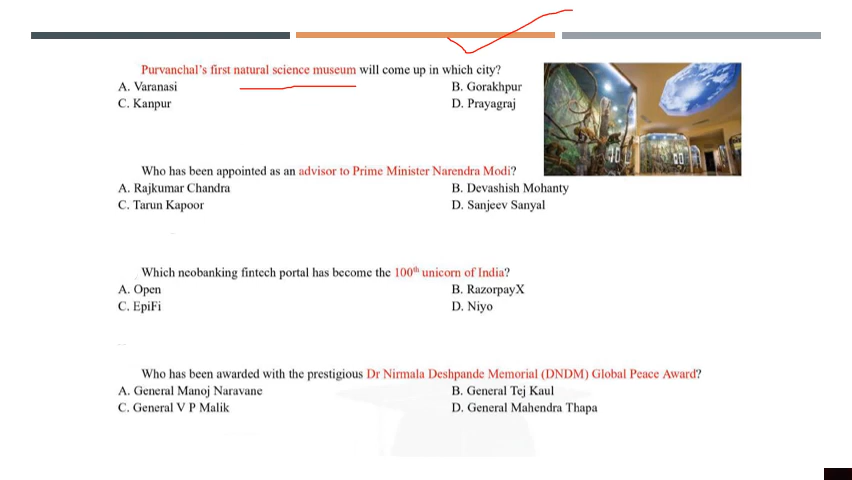 Purvanchal's first natural science museum will come up in which city?
A. Varanasi B. Gorakhpur
C. Kanpur D. Prayagraj
Who has been appointed as an advisor to Prime Minister Narendra Modi?
A. Rajkumar Chandra B. Devashish Mohanty
C. Tarun Kapoor D. Sanjeev Sanyal
Which neobanking fintech portal has become the 100th unicorn of India?
A. Open B. RazorpayX
C. EpiFi D. Niyo
Who has been awarded with the prestigious Dr Nirmala Deshpande Memorial (DNDM) Global Peace Award?
A. General Manoj Naravane B. General Tej Kaul
C. General V P Malik D. General Mahendra Thapa